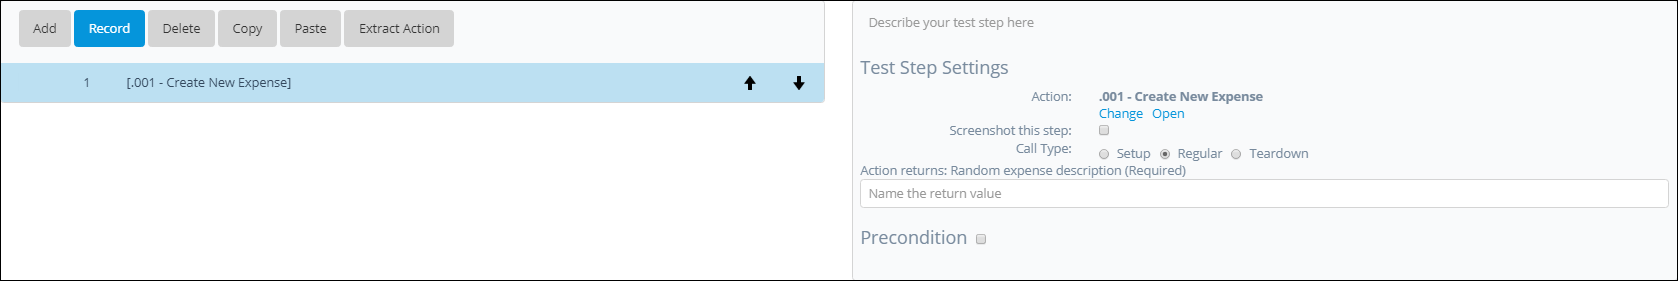 Add Record Delete Copy Paste Extract Action
1 [.001 - Create New Expense]
Describe your test step here
Test Step Settings
Action: .001 - Create New Expense
Change Open
Screenshot this step:
Call Type: Setup Regular Teardown
Action returns: Random expense description (Required)
Name the return value
Precondition